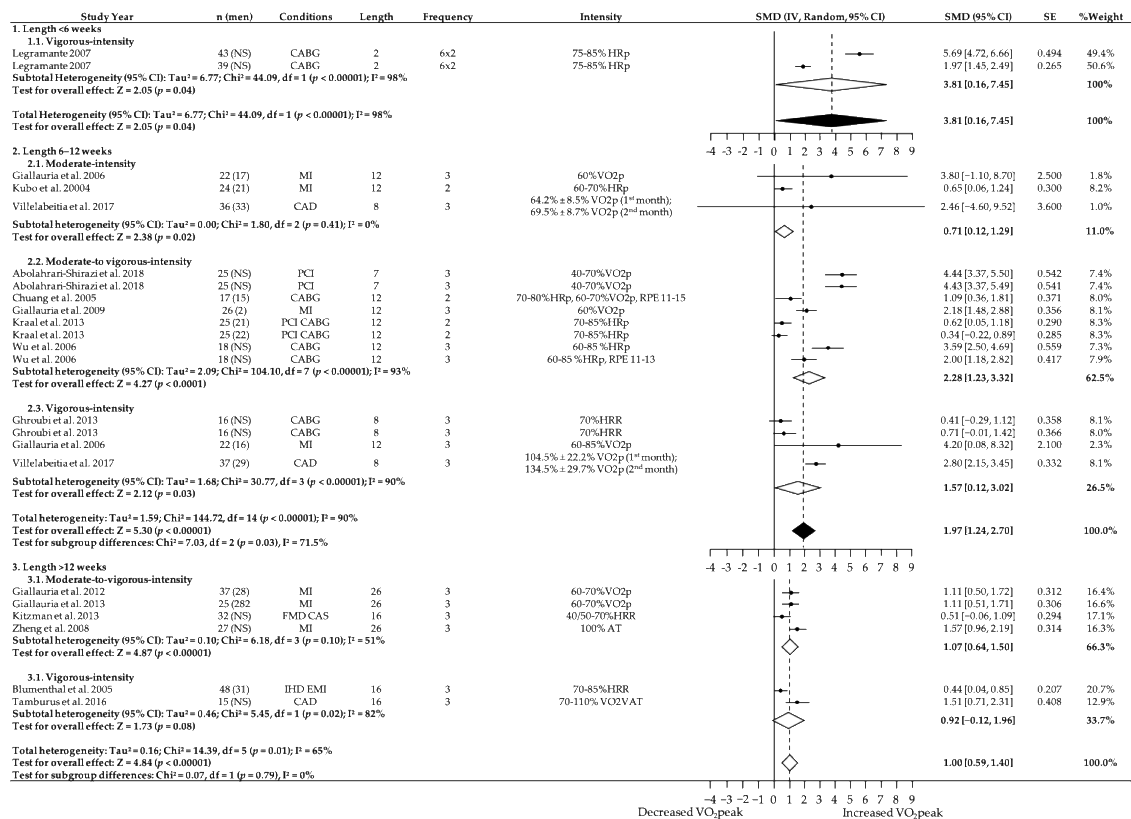 Study Year n (men) Conditions Length Frequency Intensity SMD (IV, Random, 95% CI) SMD (95% CI) SE %Weight
1. Length <6 weeks
1.1. Vigorous-intensity
Legramante 2007 43 (NS) CABG 2 6x2 75-85% HRp 5.69 [4.72, 6.66] 0.494 49.4%
Legramante 2007 39 (NS) CABG 2 6x2 75-85% HRp 1.97 [1.45, 2.49] 0.265 50.6%
Subtotal Heterogeneity (95% CI): Tau² = 6.77; Chi² = 44.09, df = 1 (p < 0.00001); I² = 98%
Test for overall effect: Z = 2.05 (p = 0.04) 3.81 [0.16, 7.45] 100%
Total Heterogeneity (95% CI): Tau² = 6.77; Chi² = 44.09, df = 1 (p < 0.00001); I² = 98%
Test for overall effect: Z = 2.05 (p = 0.04) 3.81 [0.16, 7.45] 100%
-4 -3 -2 -1 0 1 2 3 4 5 6 7 8 9
2. Length 6–12 weeks
2.1. Moderate-intensity
Giallauria et al. 2006 22 (17) MI 12 3 60%VO2p 3.80 [−1.10, 8.70] 2.500 1.8%
Kubo et al. 20004 24 (21) MI 12 2 60-70%HRp 0.65 [0.06, 1.24] 0.300 8.2%
Villelabeitia et al. 2017 36 (33) CAD 8 3 64.2% ± 8.5% VO2p (1st month); 2.46 [−4.60, 9.52] 3.600 1.0%
69.5% ± 8.7% VO2p (2nd month)
Subtotal heterogeneity (95% CI): Tau² = 0.00; Chi² = 1.80, df = 2 (p = 0.41); I² = 0%
Test for overall effect: Z = 2.38 (p = 0.02) 0.71 [0.12, 1.29] 11.0%
2.2. Moderate-to vigorous-intensity
Abolahrari-Shirazi et al. 2018 25 (NS) PCI 7 3 40-70%VO2p 4.44 [3.37, 5.50] 0.542 7.4%
Abolahrari-Shirazi et al. 2018 25 (NS) PCI 7 3 40-70%VO2p 4.43 [3.37, 5.49] 0.541 7.4%
Chuang et al. 2005 17 (15) CABG 12 2 70-80%HRp, 60-70%VO2p, RPE 11-15 1.09 [0.36, 1.81] 0.371 8.0%
Giallauria et al. 2009 26 (2) MI 12 3 60%VO2p 2.18 [1.48, 2.88] 0.356 8.1%
Kraal et al. 2013 25 (21) PCI CABG 12 2 70-85%HRp 0.62 [0.05, 1.18] 0.290 8.3%
Kraal et al. 2013 25 (22) PCI CABG 12 2 70-85%HRp 0.34 [−0.22, 0.89] 0.285 8.3%
Wu et al. 2006 18 (NS) CABG 12 3 60-85%HRp 3.59 [2.50, 4.69] 0.559 7.3%
Wu et al. 2006 18 (NS) CABG 12 3 60-85 %HRp, RPE 11-13 2.00 [1.18, 2.82] 0.417 7.9%
Subtotal heterogeneity (95% CI): Tau² = 2.09; Chi² = 104.10, df = 7 (p < 0.00001); I² = 93%
Test for overall effect: Z = 4.27 (p < 0.0001) 2.28 [1.23, 3.32] 62.5%
2.3. Vigorous-intensity
Ghroubi et al. 2013 16 (NS) CABG 8 3 70%HRR 0.41 [−0.29, 1.12] 0.358 8.1%
Ghroubi et al. 2013 16 (NS) CABG 8 3 70%HRR 0.71 [−0.01, 1.42] 0.366 8.0%
Giallauria et al. 2006 22 (16) MI 12 3 60-85%VO2p 4.20 [0.08, 8.32] 2.100 2.3%
Villelabeitia et al. 2017 37 (29) CAD 8 3 104.5% ± 22.2% VO2p (1st month); 2.80 [2.15, 3.45] 0.332 8.1%
134.5% ± 29.7% VO2p (2nd month)
Subtotal heterogeneity (95% CI): Tau² = 1.68; Chi² = 30.77, df = 3 (p < 0.00001); I² = 90%
Test for overall effect: Z = 2.12 (p = 0.03) 1.57 [0.12, 3.02] 26.5%
Total heterogeneity: Tau² = 1.59; Chi² = 144.72, df = 14 (p < 0.00001); I² = 90%
Test for overall effect: Z = 5.30 (p < 0.00001) 1.97 [1.24, 2.70] 100.0%
Test for subgroup differences: Chi² = 7.03, df = 2 (p = 0.03), I² = 71.5%
-4 -3 -2 -1 0 1 2 3 4 5 6 7 8 9
3. Length >12 weeks
3.1. Moderate-to-vigorous-intensity
Giallauria et al. 2012 37 (28) MI 26 3 60-70%VO2p 1.11 [0.50, 1.72] 0.312 16.4%
Giallauria et al. 2013 25 (282 MI 26 3 60-70%VO2p 1.11 [0.51, 1.71] 0.306 16.6%
Kitzman et al. 2013 32 (NS) FMD CAS 16 3 40/50-70%HRR 0.51 [−0.06, 1.09] 0.294 17.1%
Zheng et al. 2008 27 (NS) MI 26 3 100% AT 1.57 [0.96, 2.19] 0.314 16.3%
Subtotal heterogeneity (95% CI): Tau² = 0.10; Chi² = 6.18, df = 3 (p = 0.10); I² = 51%
Test for overall effect: Z = 4.87 (p < 0.00001) 1.07 [0.64, 1.50] 66.3%
3.1. Vigorous-intensity
Blumenthal et al. 2005 48 (31) IHD EMI 16 3 70-85%HRR 0.44 [0.04, 0.85] 0.207 20.7%
Tamburus et al. 2016 15 (NS) CAD 16 3 70-110% VO2VAT 1.51 [0.71, 2.31] 0.408 12.9%
Subtotal heterogeneity (95% CI): Tau² = 0.46; Chi² = 5.45, df = 1 (p = 0.02); I² = 82%
Test for overall effect: Z = 1.73 (p = 0.08) 0.92 [−0.12, 1.96] 33.7%
Total heterogeneity: Tau² = 0.16; Chi² = 14.39, df = 5 (p = 0.01); I² = 65%
Test for overall effect: Z = 4.84 (p < 0.00001) 1.00 [0.59, 1.40] 100.0%
Test for subgroup differences: Chi² = 0.07, df = 1 (p = 0.79), I² = 0%
-4 -3 -2 -1 0 1 2 3 4 5 6 7 8 9
Decreased VO₂peak Increased VO₂peak